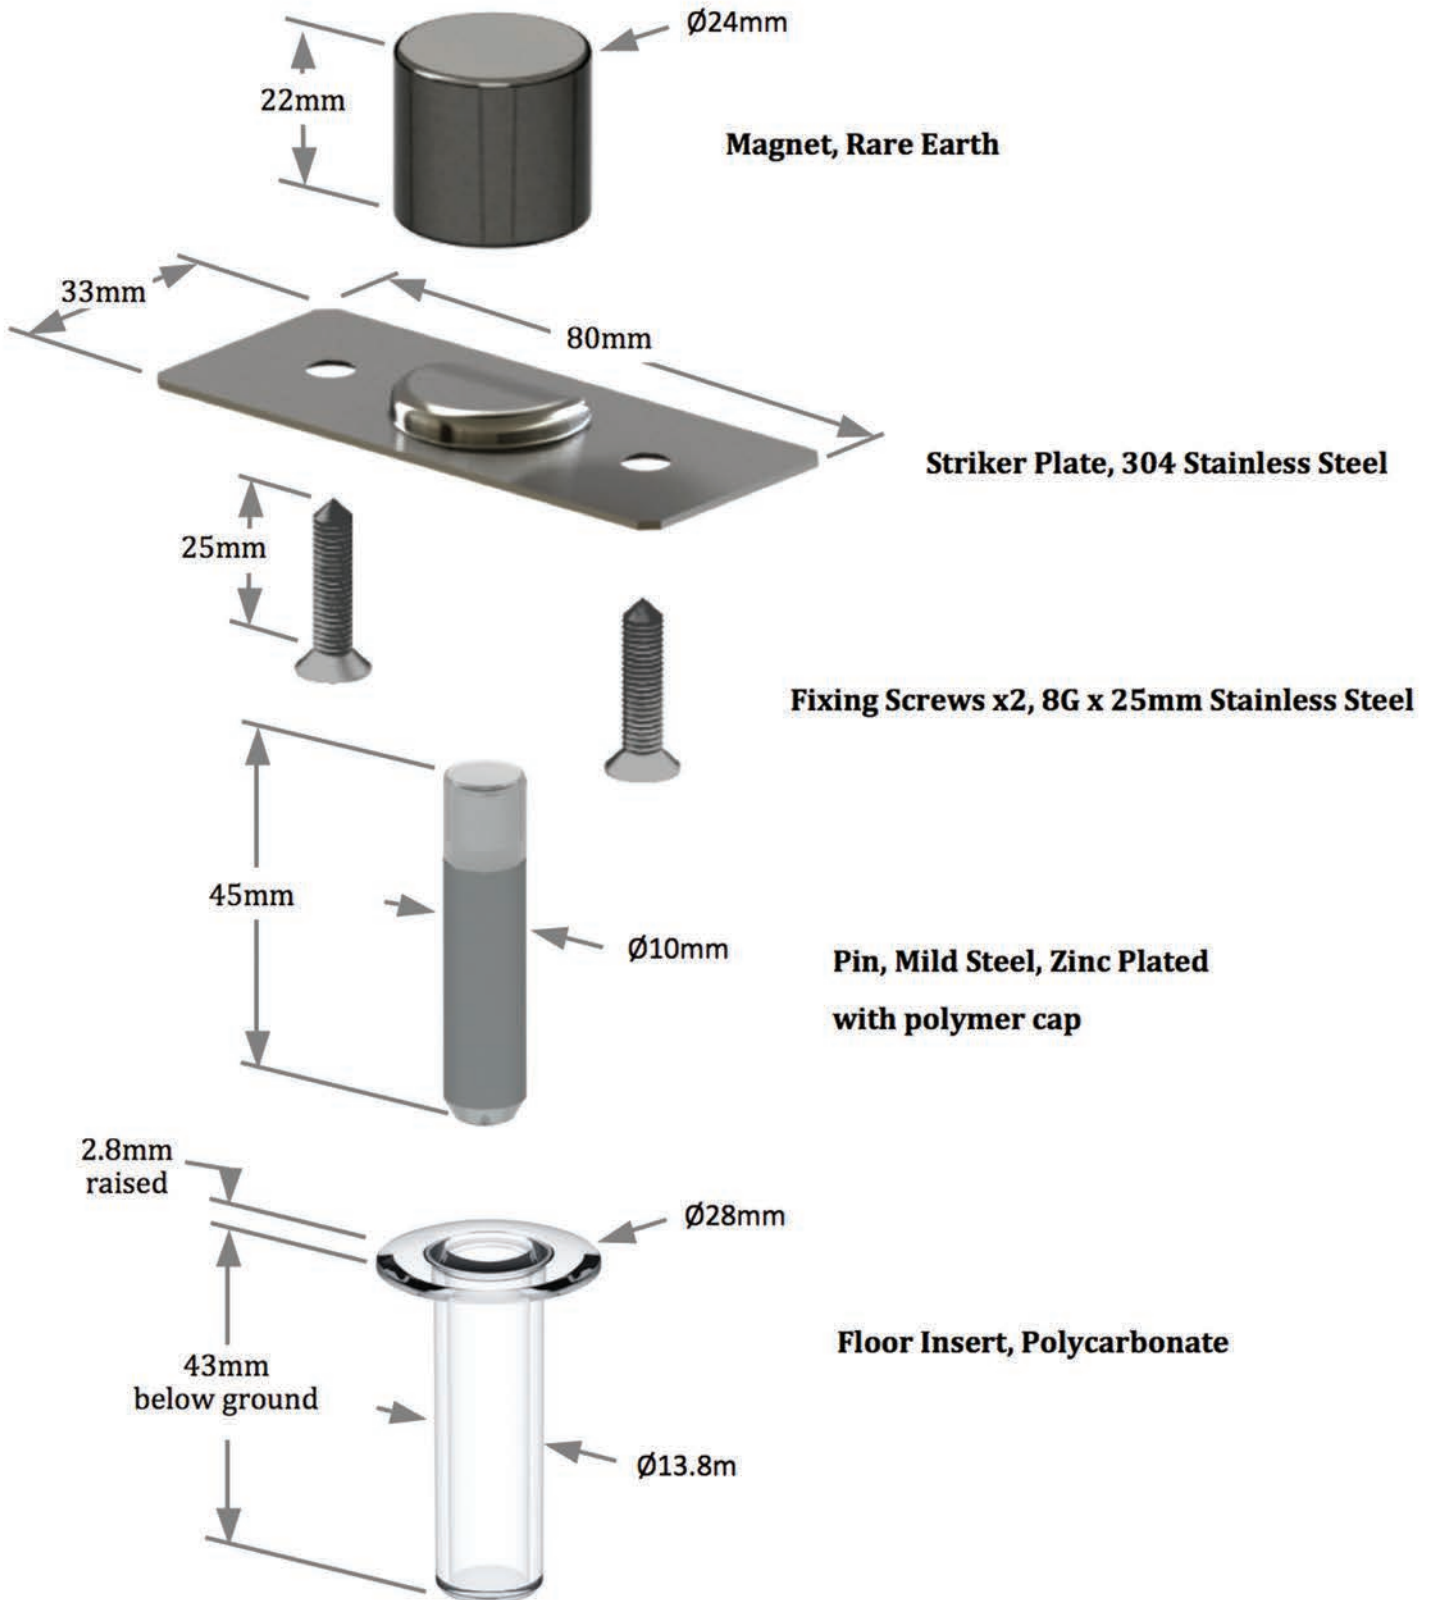 Ø24mm
22mm
Magnet, Rare Earth
33mm
80mm
Striker Plate, 304 Stainless Steel
25mm
Fixing Screws x2, 8G x 25mm Stainless Steel
45mm
Ø10mm
Pin, Mild Steel, Zinc Plated
with polymer cap
2.8mm
raised
Ø28mm
Floor Insert, Polycarbonate
43mm
below ground
Ø13.8m